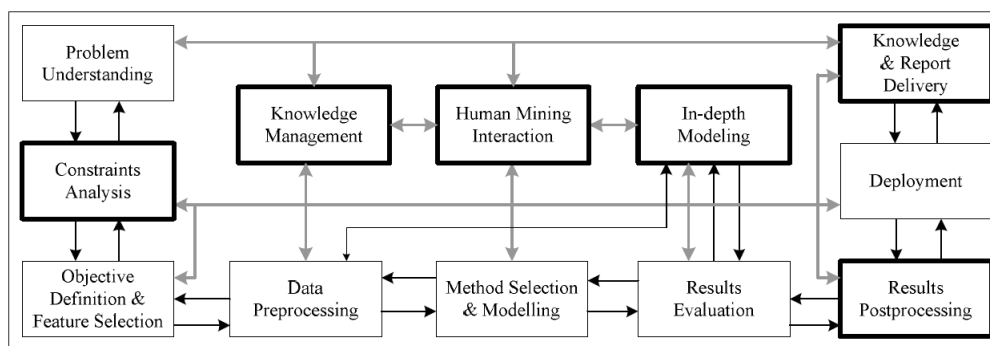 Problem
Understanding
Knowledge
& Report
Delivery
Knowledge
Management
Human Mining
Interaction
In-depth
Modeling
Constraints
Analysis
Deployment
Objective
Definition &
Feature Selection
Data
Preprocessing
Method Selection
& Modelling
Results
Evaluation
Results
Postprocessing